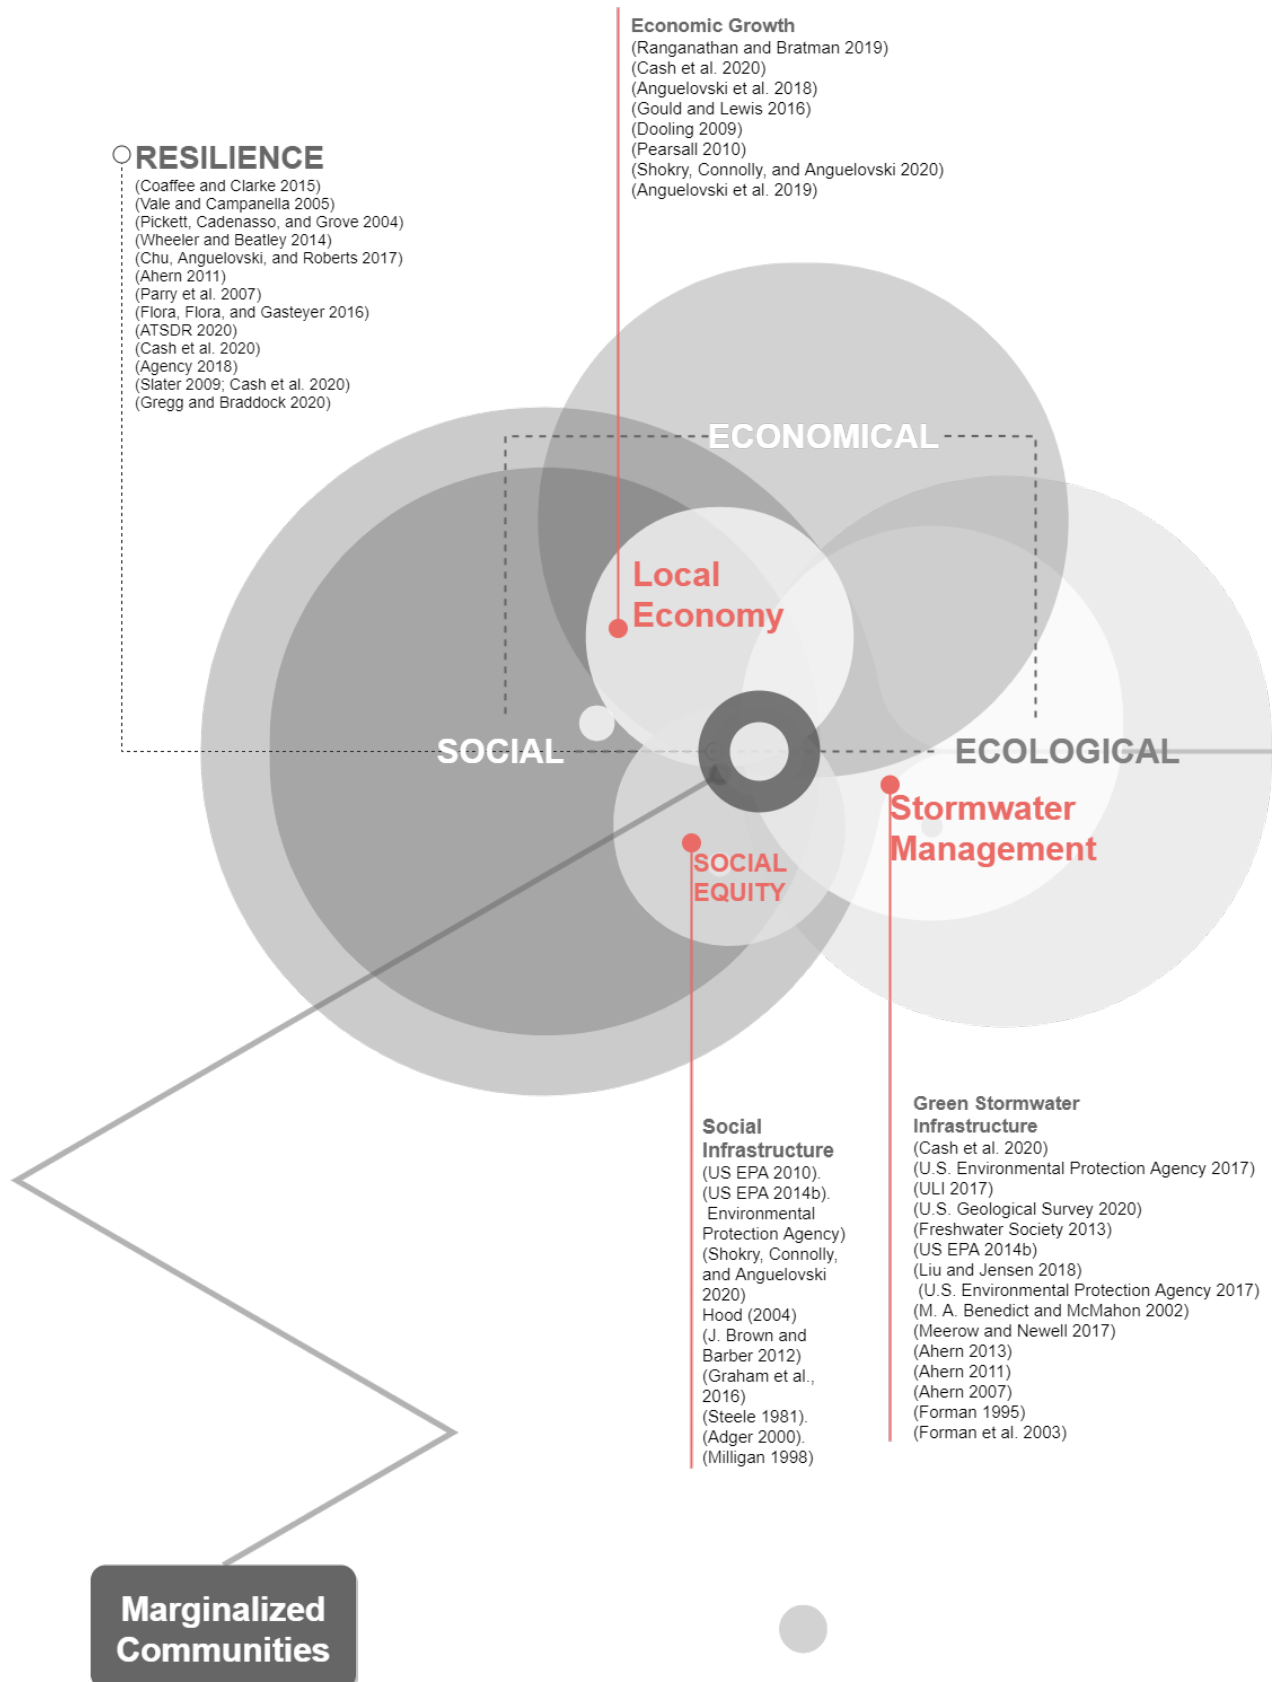 Economic Growth
(Ranganathan and Bratman 2019)
(Cash et al. 2020)
(Anguelovski et al. 2018)
(Gould and Lewis 2016)
(Dooling 2009)
(Pearsall 2010)
(Shokry, Connolly, and Anguelovski 2020)
(Anguelovski et al. 2019)
RESILIENCE
(Coaffee and Clarke 2015)
(Vale and Campanella 2005)
(Pickett, Cadenasso, and Grove 2004)
(Wheeler and Beatley 2014)
(Chu, Anguelovski, and Roberts 2017)
(Ahern 2011)
(Parry et al. 2007)
(Flora, Flora, and Gasteyer 2016)
(ATSDR 2020)
(Cash et al. 2020)
(Agency 2018)
(Slater 2009; Cash et al. 2020)
(Gregg and Braddock 2020)
ECONOMICAL
Local
Economy
SOCIAL
ECOLOGICAL
Stormwater
Management
SOCIAL
EQUITY
Social
Infrastructure
(US EPA 2010).
(US EPA 2014b).
Environmental
Protection Agency)
(Shokry, Connolly,
and Anguelovski
2020)
Hood (2004)
(J. Brown and
Barber 2012)
(Graham et al.,
2016)
(Steele 1981).
(Adger 2000).
(Milligan 1998)
Green Stormwater
Infrastructure
(Cash et al. 2020)
(U.S. Environmental Protection Agency 2017)
(ULI 2017)
(U.S. Geological Survey 2020)
(Freshwater Society 2013)
(US EPA 2014b)
(Liu and Jensen 2018)
(U.S. Environmental Protection Agency 2017)
(M. A. Benedict and McMahon 2002)
(Meerow and Newell 2017)
(Ahern 2013)
(Ahern 2011)
(Ahern 2007)
(Forman 1995)
(Forman et al. 2003)
Marginalized
Communities